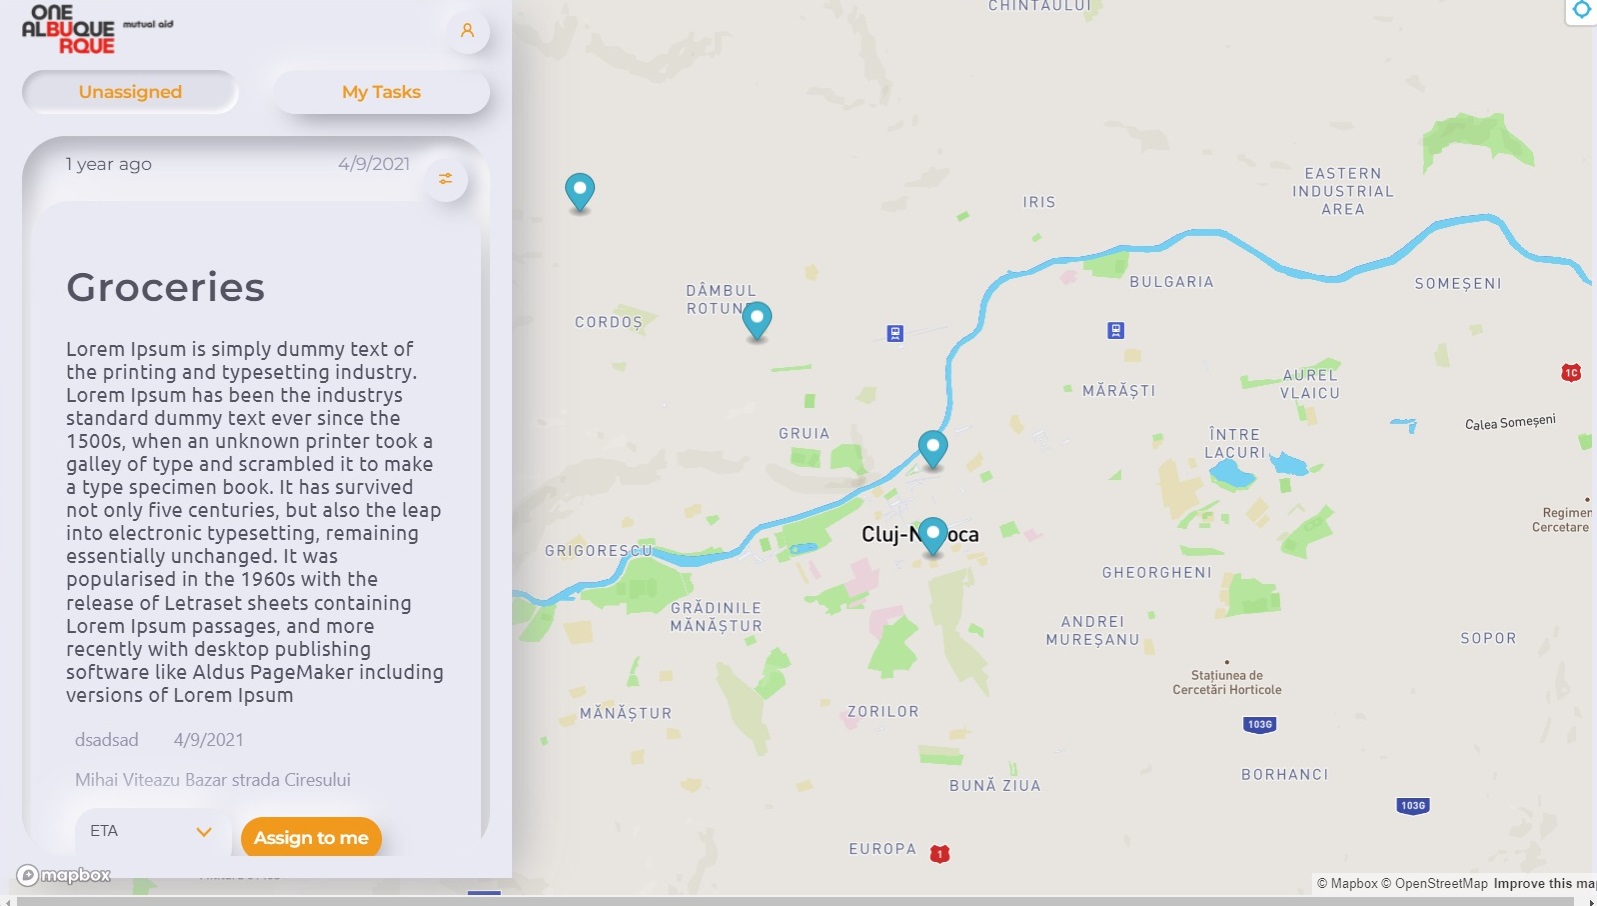 ONE
ALBUQUE
RQUE
mutual aid
Unassigned
My Tasks
1 year ago
4/9/2021
Groceries
Lorem Ipsum is simply dummy text of
the printing and typesetting industry.
Lorem Ipsum has been the industrys
standard dummy text ever since the
1500s, when an unknown printer took a
galley of type and scrambled it to make
a type specimen book. It has survived
not only five centuries, but also the leap
into electronic typesetting, remaining
essentially unchanged. It was
popularised in the 1960s with the
release of Letraset sheets containing
Lorem Ipsum passages, and more
recently with desktop publishing
software like Aldus PageMaker including
versions of Lorem Ipsum
dsadsad 4/9/2021
Mihai Viteazu Bazar strada Ciresului
ETA
Assign to me
mapbox
CHINTĂULUI
EASTERN
INDUSTRIAL
AREA
IRIS
DÂMBUL
ROTUN
CORDOȘ
BULGARIA
SOMEȘENI
MĂRĂȘTI
AUREL
VLAICU
1C
Calea Someșeni
GRUIA
ÎNTRE
LACURI
Regimen
Cercetare
Cluj-N oca
GRIGORESCU
GHEORGHENI
GRĂDINILE
MĂNĂȘTUR
ANDREI
MUREȘANU
SOPOR
Stațiunea de
Cercetări Horticole
MĂNĂȘTUR
ZORILOR
103G
BUNĂ ZIUA
BORHANCI
103G
EUROPA
1
© Mapbox © OpenStreetMap Improve this ma